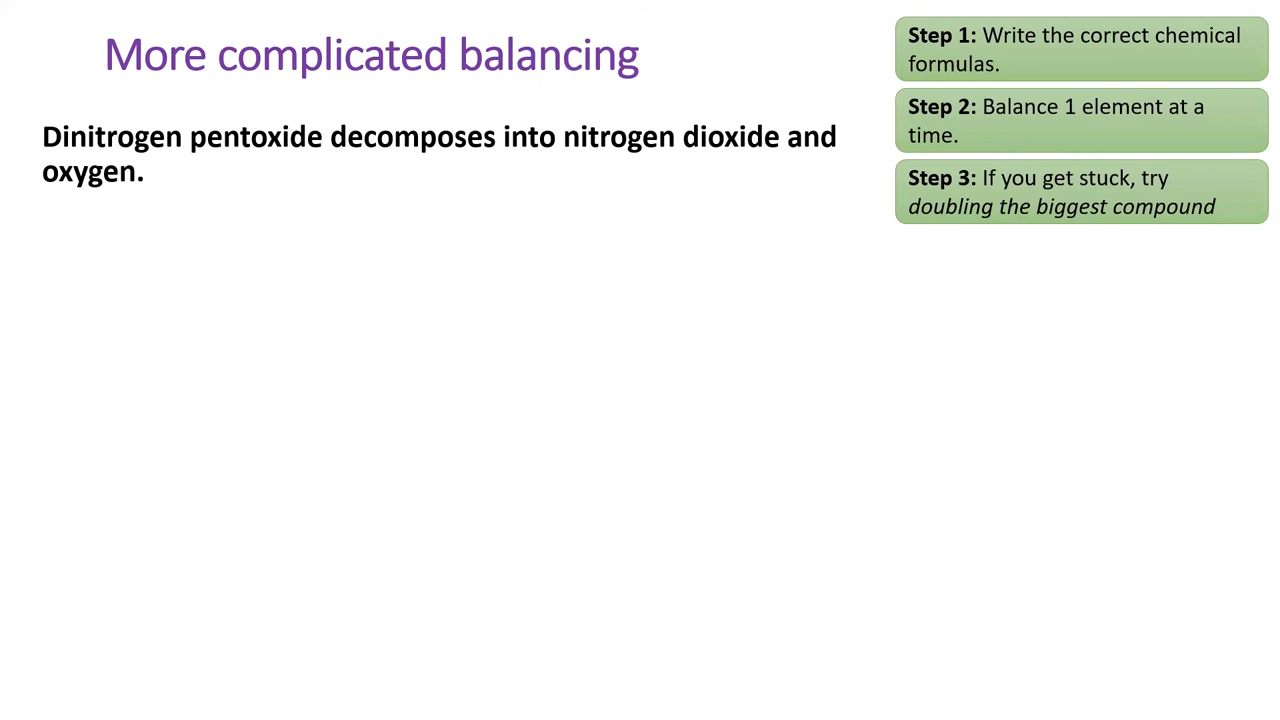 More complicated balancing
Dinitrogen pentoxide decomposes into nitrogen dioxide and
oxygen.
Step 1: Write the correct chemical
formulas.
Step 2: Balance 1 element at a
time.
Step 3: If you get stuck, try
doubling the biggest compound